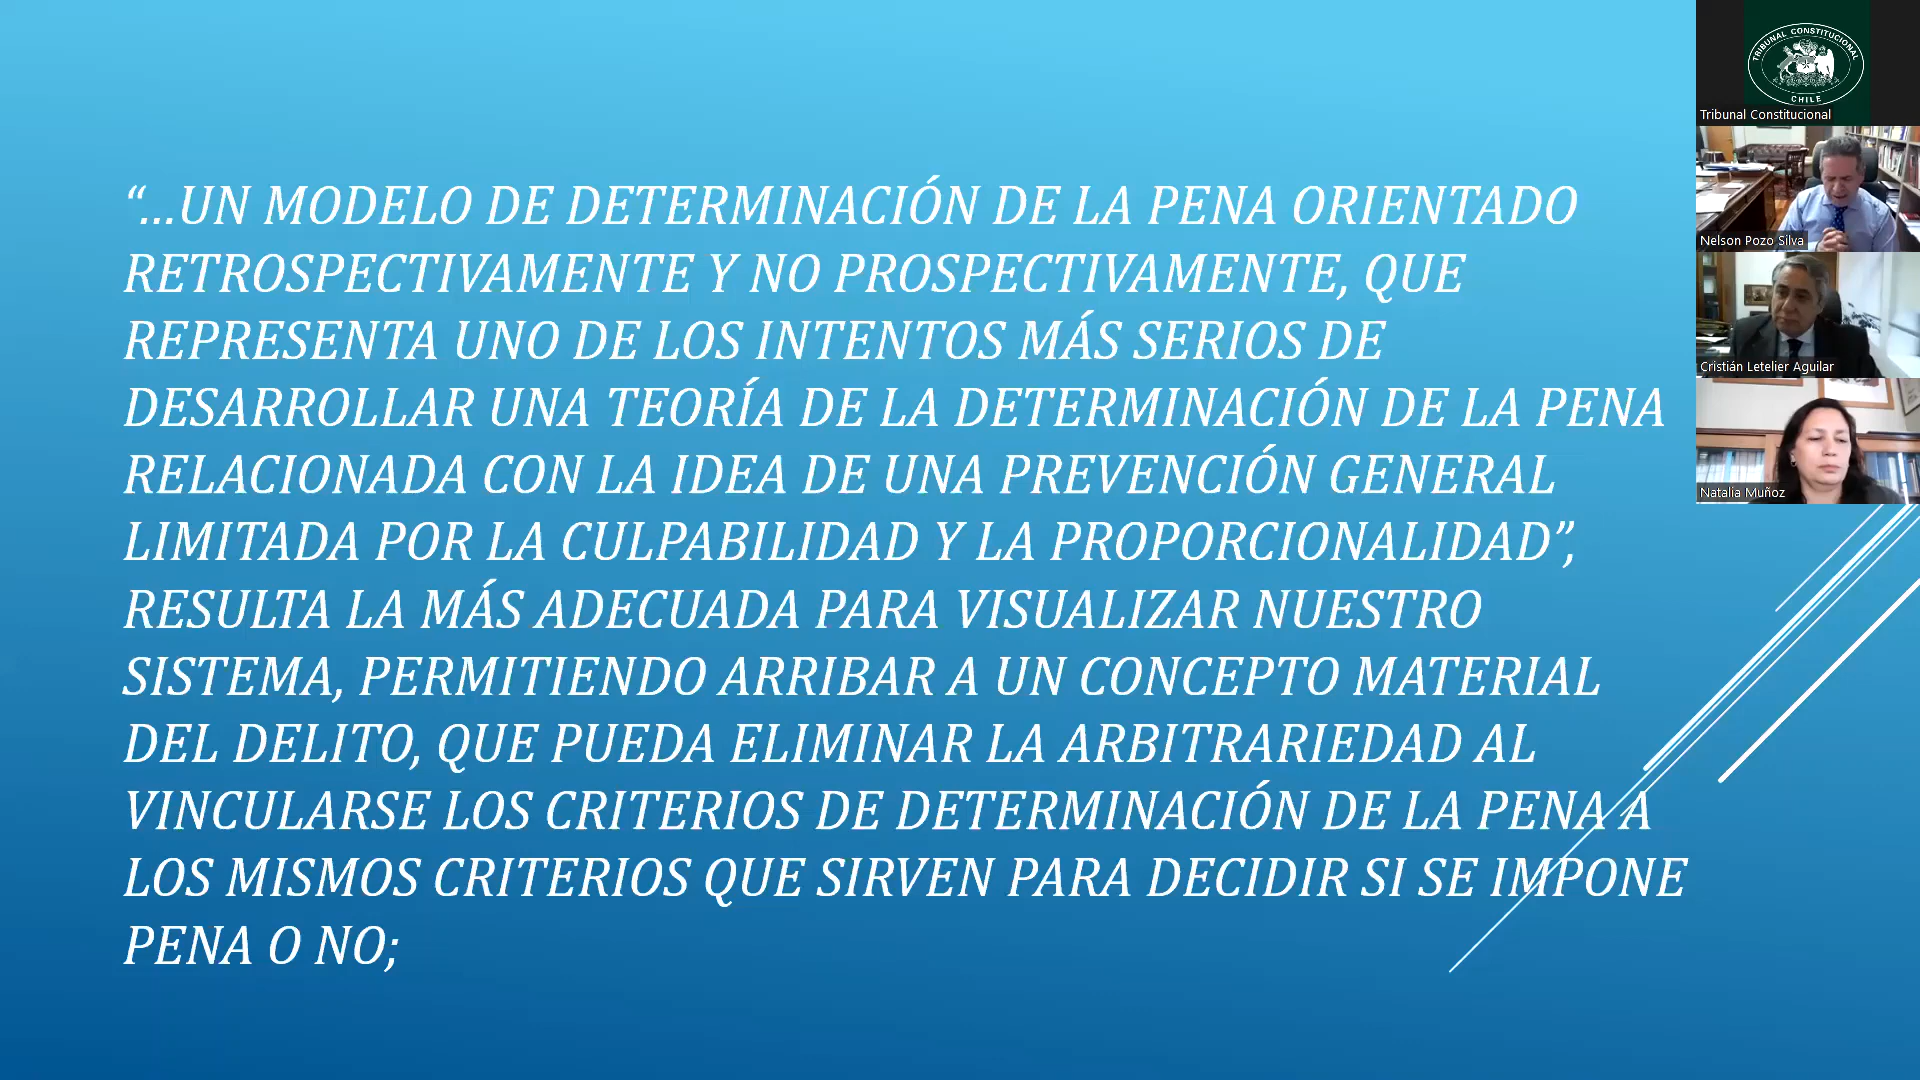 “…UN MODELO DE DETERMINACIÓN DE LA PENA ORIENTADO
RETROSPECTIVAMENTE Y NO PROSPECTIVAMENTE, QUE
REPRESENTA UNO DE LOS INTENTOS MÁS SERIOS DE
DESARROLLAR UNA TEORÍA DE LA DETERMINACIÓN DE LA PENA
RELACIONADA CON LA IDEA DE UNA PREVENCIÓN GENERAL
LIMITADA POR LA CULPABILIDAD Y LA PROPORCIONALIDAD”,
RESULTA LA MÁS ADECUADA PARA VISUALIZAR NUESTRO
SISTEMA, PERMITIENDO ARRIBAR A UN CONCEPTO MATERIAL
DEL DELITO, QUE PUEDA ELIMINAR LA ARBITRARIEDAD AL
VINCULARSE LOS CRITERIOS DE DETERMINACIÓN DE LA PENA A
LOS MISMOS CRITERIOS QUE SIRVEN PARA DECIDIR SI SE IMPONE
PENA O NO;
TRIBUNAL CONSTITUCIONAL
CHILE
Tribunal Constitucional
Nelson Pozo Silva
Cristián Letelier Aguilar
Natalia Muñoz